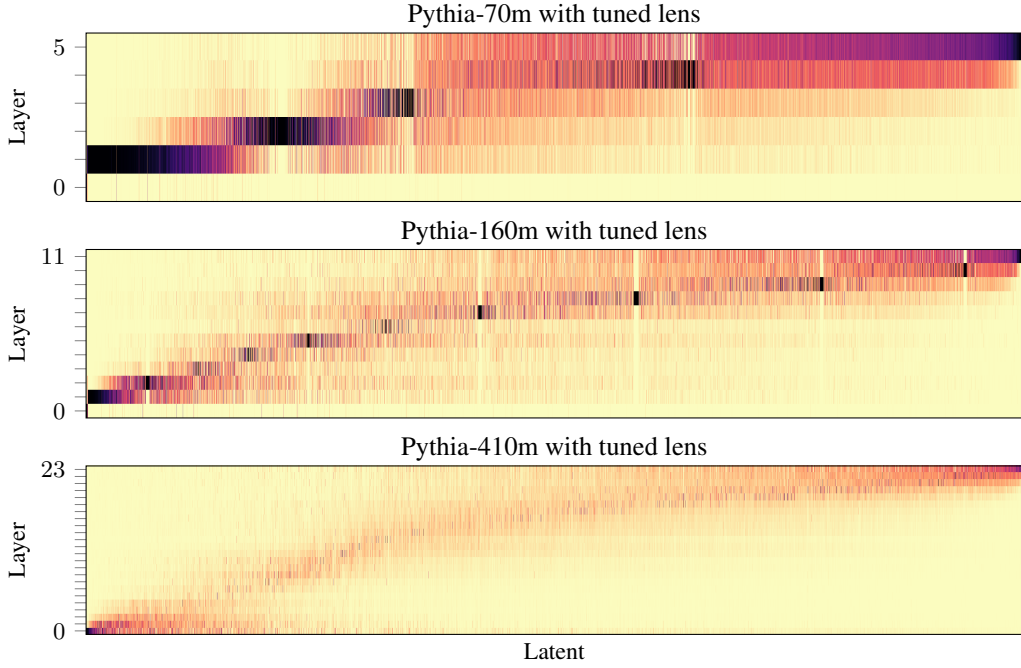 Pythia-70m with tuned lens
5
Layer
0
Pythia-160m with tuned lens
11
Layer
0
Pythia-410m with tuned lens
23
Layer
0
Latent